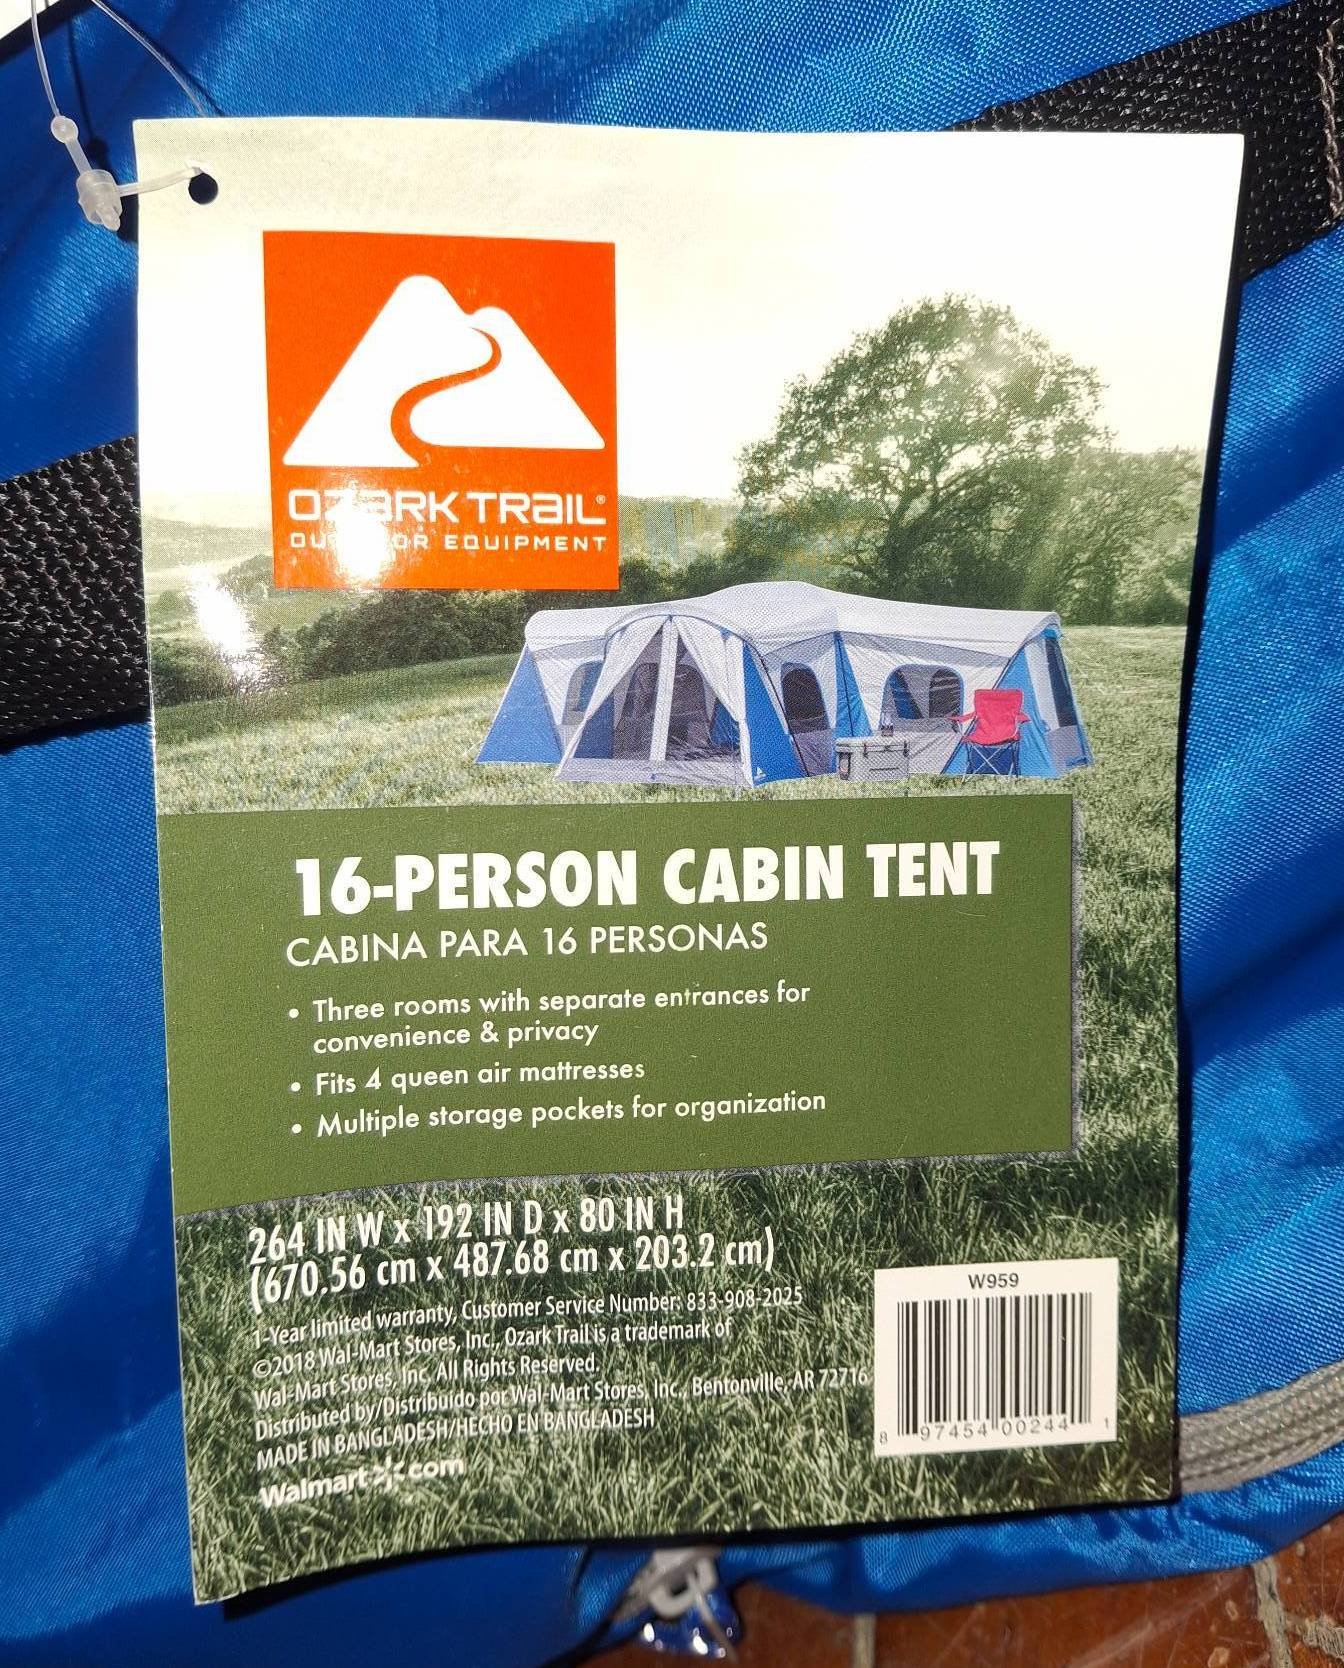 OZARK TRAIL®
OUTDOOR EQUIPMENT
16-PERSON CABIN TENT
CABINA PARA 16 PERSONAS
• Three rooms with separate entrances for
convenience & privacy
• Fits 4 queen air mattresses
• Multiple storage pockets for organization
264 IN W x 192 IN D x 80 IN H
(670.56 cm x 487.68 cm x 203.2 cm)
1-Year limited warranty, Customer Service Number: 833-908-2025
©2018 Wal-Mart Stores, Inc., Ozark Trail is a trademark of
Wal-Mart Stores, Inc. All Rights Reserved.
Distributed by/Distribuido por Wal-Mart Stores, Inc., Bentonville, AR 72716
MADE IN BANGLADESH/HECHO EN BANGLADESH
Walmart.com
W959
8 97454 00244 1